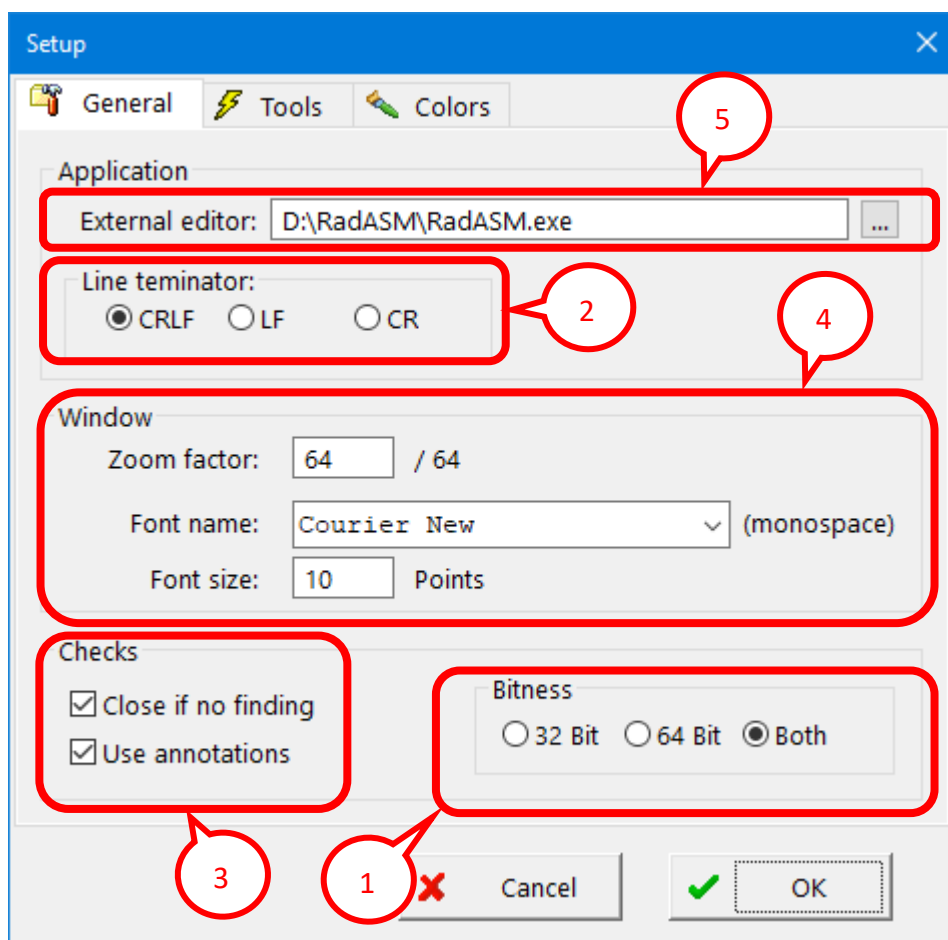 Setup
General Tools Colors
5
Application
External editor: D:\RadASM\RadASM.exe ...
Line teminator:
CRLF LF CR
2
4
Window
Zoom factor: 64 / 64
Font name: Courier New (monospace)
Font size: 10 Points
Checks
Close if no finding
Use annotations
Bitness
32 Bit 64 Bit Both
3
1
Cancel OK